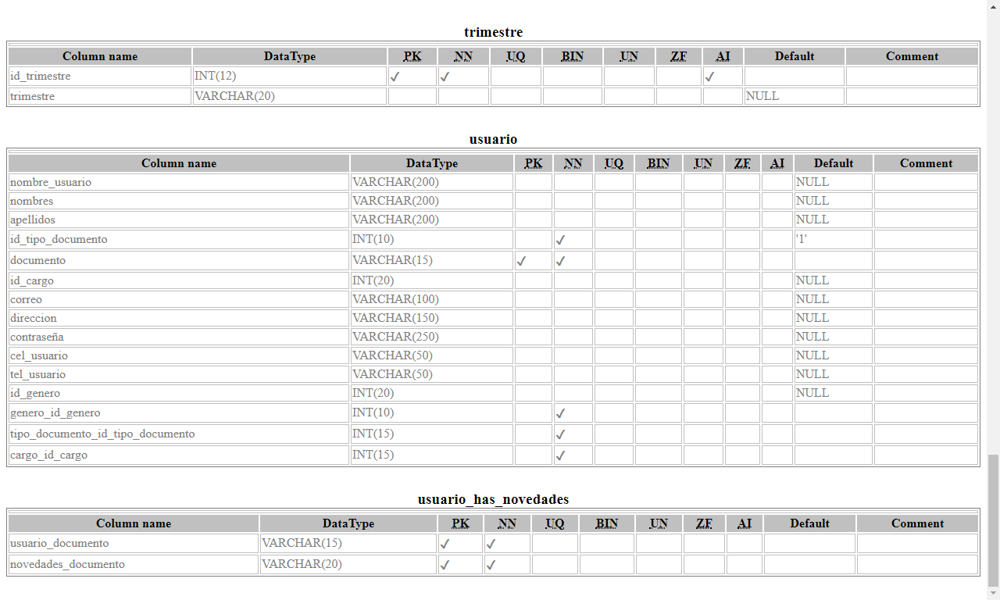 trimestre
Column name DataType PK NN UQ BIN UN ZF AI Default Comment
id_trimestre INT(12) ✓ ✓ ✓
trimestre VARCHAR(20) NULL
usuario
Column name DataType PK NN UQ BIN UN ZF AI Default Comment
nombre_usuario VARCHAR(200) NULL
nombres VARCHAR(200) NULL
apellidos VARCHAR(200) NULL
id_tipo_documento INT(10) ✓ '1'
documento VARCHAR(15) ✓ ✓
id_cargo INT(20) NULL
correo VARCHAR(100) NULL
direccion VARCHAR(150) NULL
contraseña VARCHAR(250) NULL
cel_usuario VARCHAR(50) NULL
tel_usuario VARCHAR(50) NULL
id_genero INT(20) NULL
genero_id_genero INT(10) ✓
tipo_documento_id_tipo_documento INT(15) ✓
cargo_id_cargo INT(15) ✓
usuario_has_novedades
Column name DataType PK NN UQ BIN UN ZF AI Default Comment
usuario_documento VARCHAR(15) ✓ ✓
novedades_documento VARCHAR(20) ✓ ✓